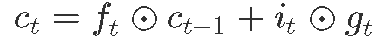 c_t = f_t ⊙ c_{t−1} + i_t ⊙ g_t